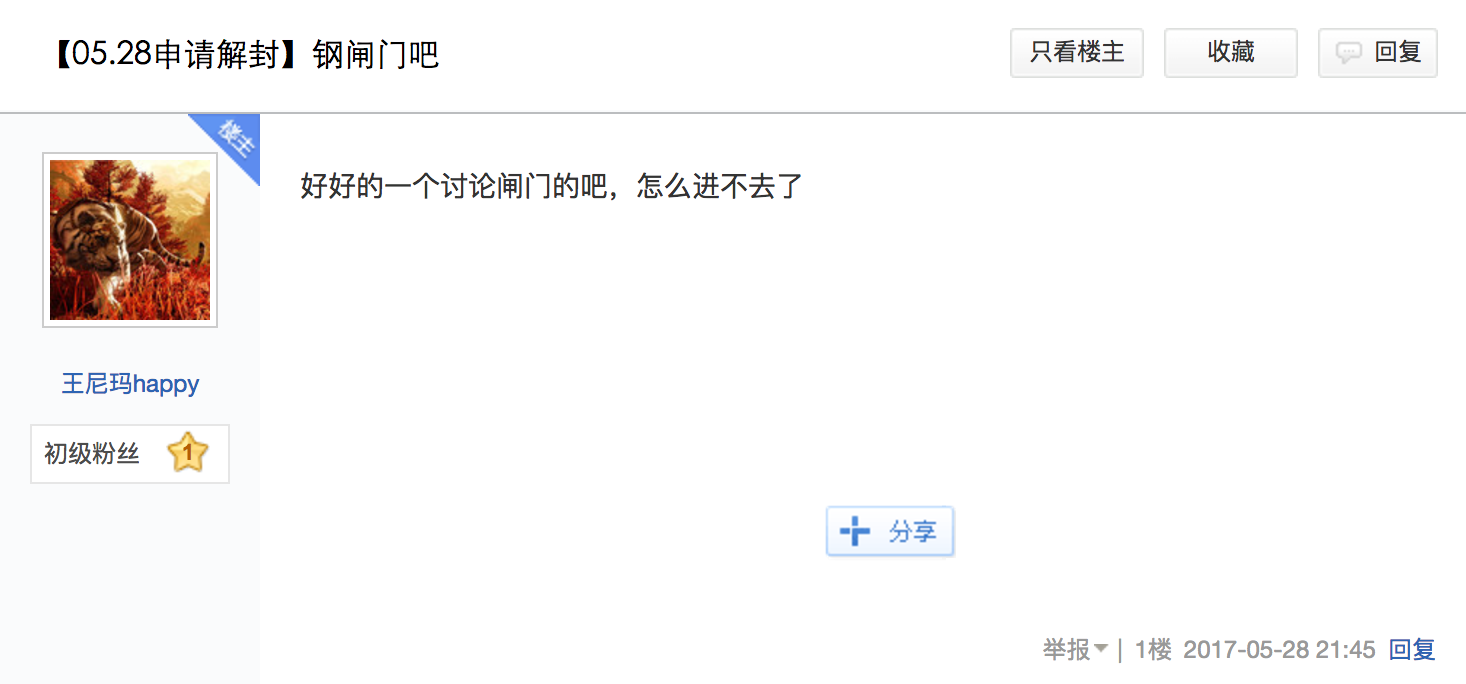 【05.28申请解封】钢闸门吧
只看楼主
收藏
回复
楼主
好好的一个讨论闸门的吧，怎么进不去了
王尼玛happy
初级粉丝 1
分享
举报 | 1楼 2017-05-28 21:45 回复